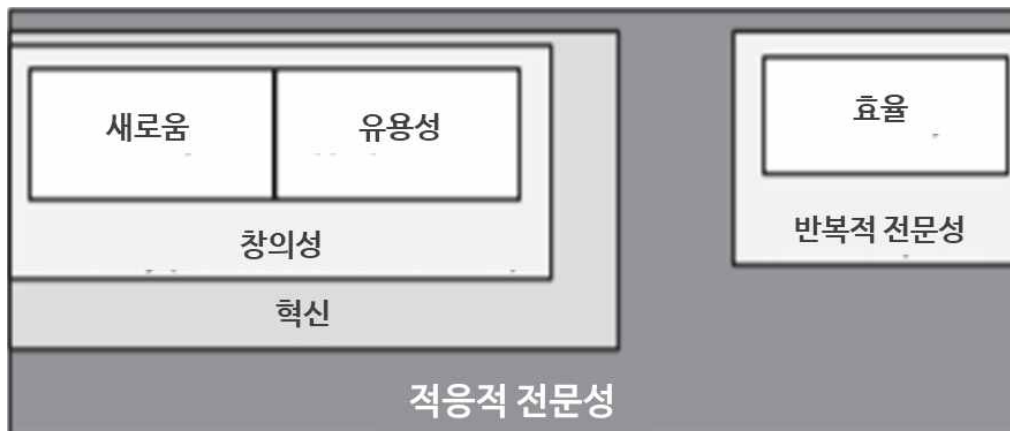 새로움
유용성
효율
창의성
반복적 전문성
혁신
적응적 전문성